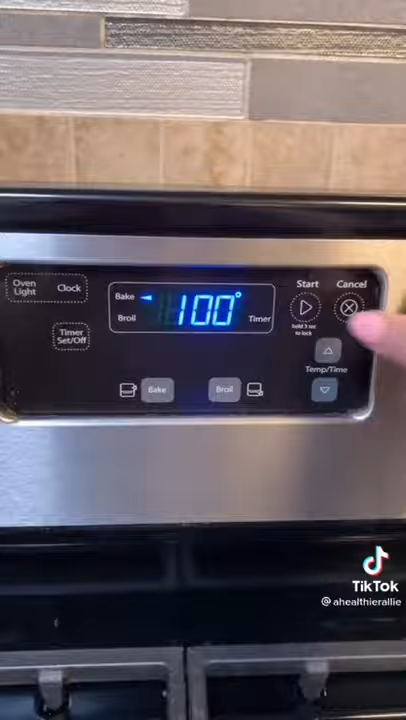 Oven
Light
Clock
Timer
Set/Off
Bake
100°
Broil
Timer
Start
Cancel
hold 3 sec
to lock
Temp/Time
Bake
Broil
TikTok
@ahealthierallie